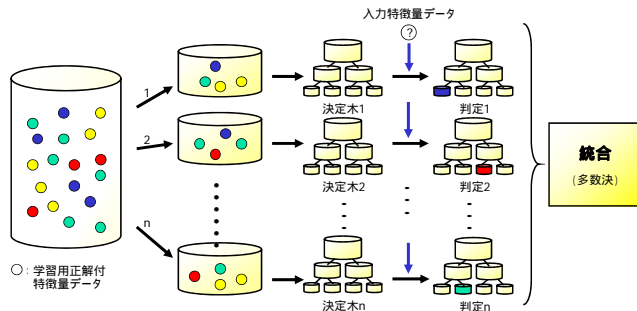 入力特徴量データ
?
1
決定木1
判定1
2
決定木2
判定2
統合
(多数決)
n
決定木n
判定n
○: 学習用正解付
特徴量データ